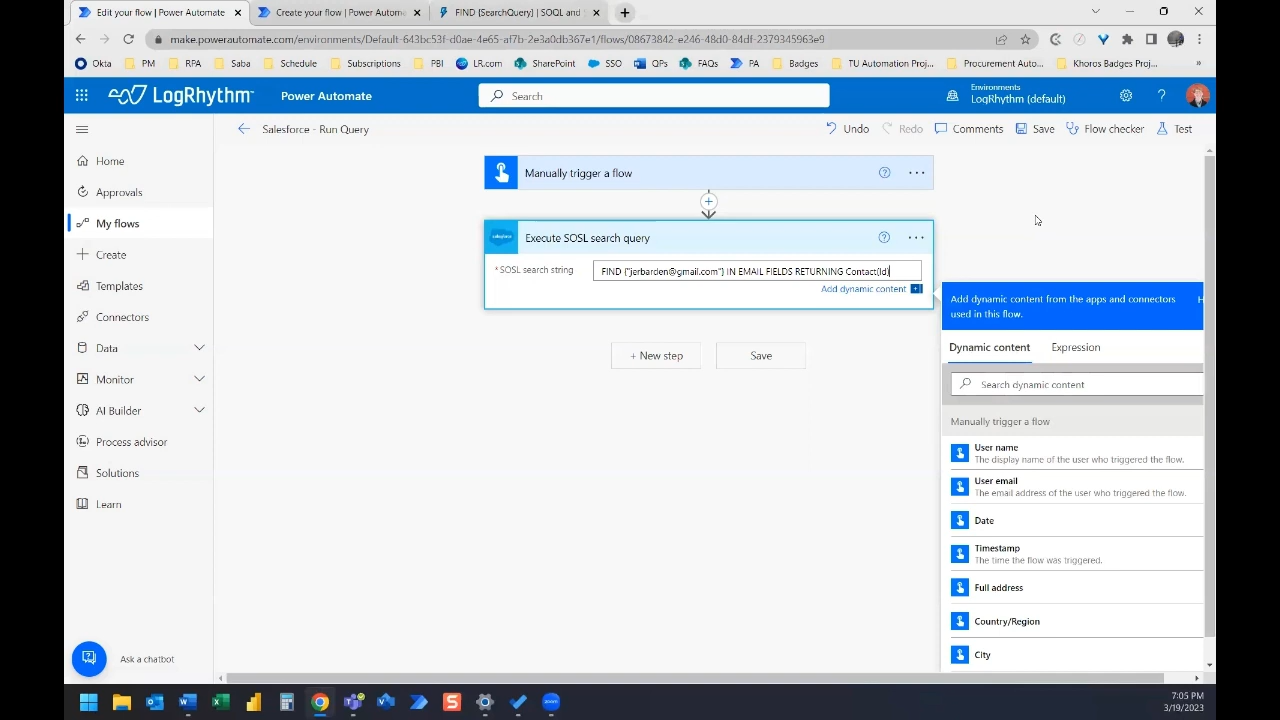 Edit your flow | Power Automate
Create your flow | Power Automa
FIND {SearchQuery} | SOQL and
make.powerautomate.com/environments/Default-643bc53f-d0ae-4e65-af7b-2e3a0db367e1/flows/08673842-e246-48d0-84df-2379345963e9
Okta PM RPA Saba Schedule Subscriptions PBI LR.com SharePoint SSO QPs FAQs PA Badges TU Automation Proj... Procurement Auto... Khoros Badges Proj...
LogRhythm
Power Automate
Search
Environments
LogRhythm (default)
Salesforce - Run Query
Undo Redo Comments Save Flow checker Test
Home
Approvals
My flows
Create
Templates
Connectors
Data
Monitor
AI Builder
Process advisor
Solutions
Learn
Ask a chatbot
Manually trigger a flow
Execute SOSL search query
* SOSL search string
FIND {"jerbarden@gmail.com"} IN EMAIL FIELDS RETURNING Contact(Id)
Add dynamic content
+ New step
Save
Add dynamic content from the apps and connectors
used in this flow.
H
Dynamic content Expression
Search dynamic content
Manually trigger a flow
User name
The display name of the user who triggered the flow.
User email
The email address of the user who triggered the flow.
Date
Timestamp
The time the flow was triggered.
Full address
Country/Region
City
7:05 PM
3/19/2023